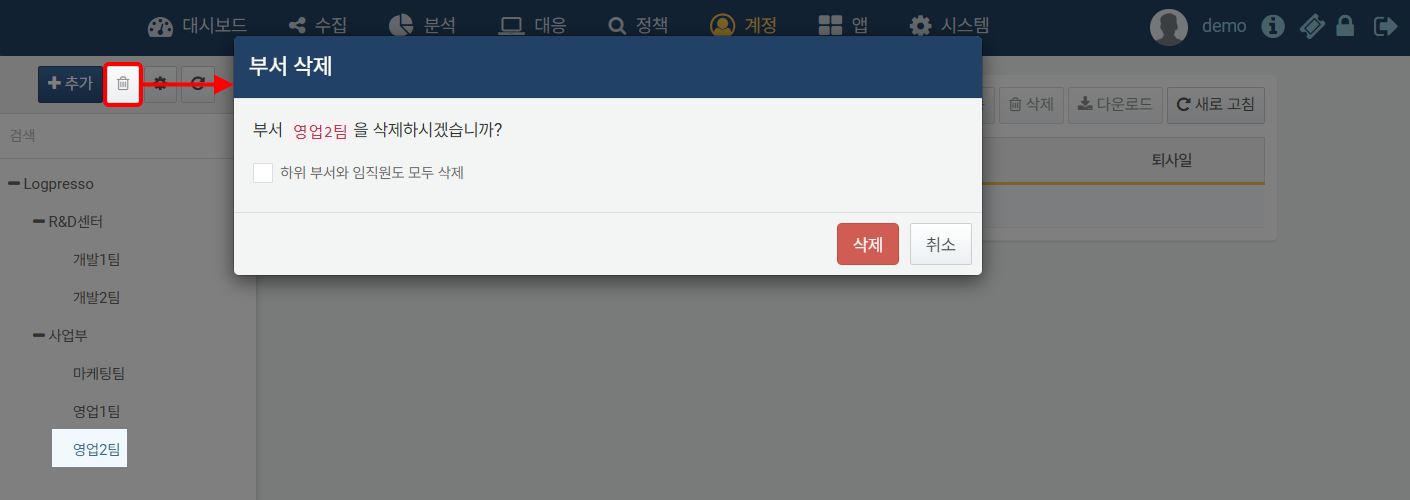 대시보드 수집 분석 대응 정책 계정 앱 시스템 demo
부서 삭제
추가
삭제 다운로드 새로 고침
검색
부서 영업2팀 을 삭제하시겠습니까?
퇴사일
하위 부서와 임직원도 모두 삭제
Logpresso
R&D센터
삭제 취소
개발1팀
개발2팀
사업부
마케팅팀
영업1팀
영업2팀